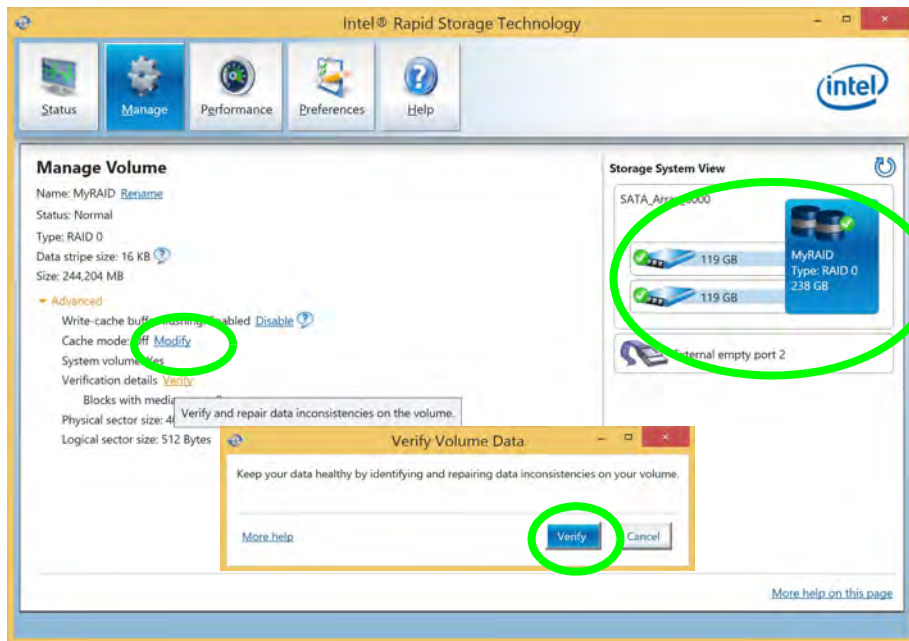 Intel® Rapid Storage Technology
Status
Manage
Performance
Preferences
Help
intel
Manage Volume
Name: MyRAID Rename
Status: Normal
Type: RAID 0
Data stripe size: 16 KB
Size: 244,204 MB
Advanced
Write-cache buffer flushing: Enabled Disable
Cache mode: Off Modify
System volume: Yes
Verification details Verify
Blocks with media
Physical sector size:
Logical sector size: 512 Bytes
Verify and repair data inconsistencies on the volume.
Storage System View
SATA_Array_0000
119 GB
119 GB
MyRAID
Type: RAID 0
238 GB
External empty port 2
Verify Volume Data
Keep your data healthy by identifying and repairing data inconsistencies on your volume.
More help
Verify
Cancel
More help on this page